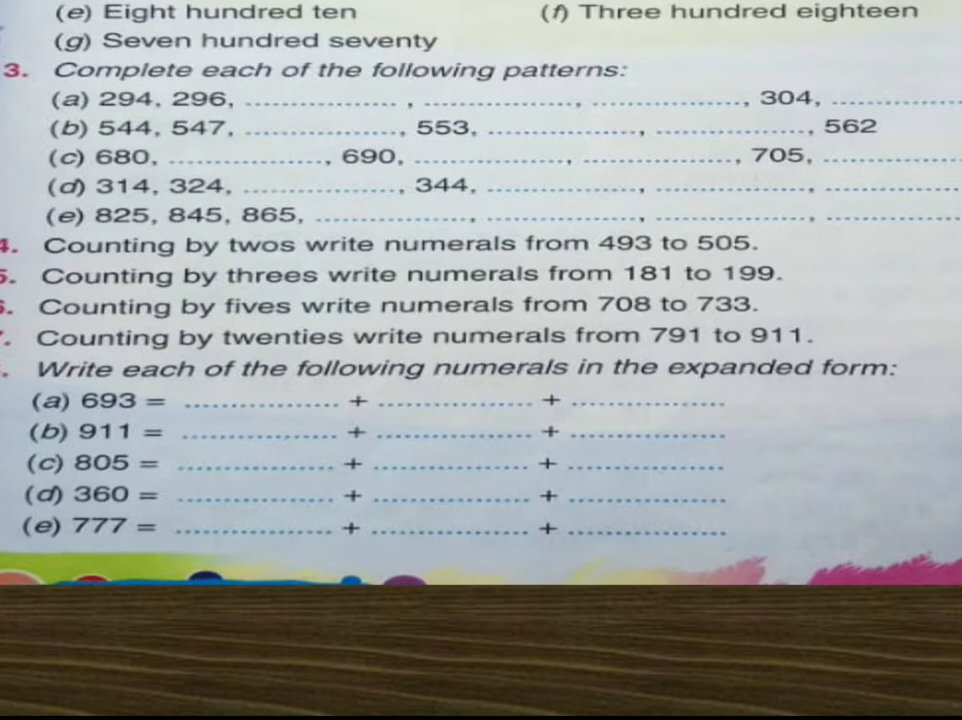 (e) Eight hundred ten (f) Three hundred eighteen
(g) Seven hundred seventy
3. Complete each of the following patterns:
(a) 294, 296, .................. , .................., .................., 304, ..................
(b) 544, 547, .................., 553, .................., .................., 562
(c) 680, .................., 690, .................., .................., 705, ..................
(d) 314, 324, .................., 344, .................., .................., ..................
(e) 825, 845, 865, .................., .................., .................., ..................
4. Counting by twos write numerals from 493 to 505.
5. Counting by threes write numerals from 181 to 199.
. Counting by fives write numerals from 708 to 733.
. Counting by twenties write numerals from 791 to 911.
. Write each of the following numerals in the expanded form:
(a) 693 = .................. + .................. + ..................
(b) 911 = .................. + .................. + ..................
(c) 805 = .................. + .................. + ..................
(d) 360 = .................. + .................. + ..................
(e) 777 = .................. + .................. + ..................